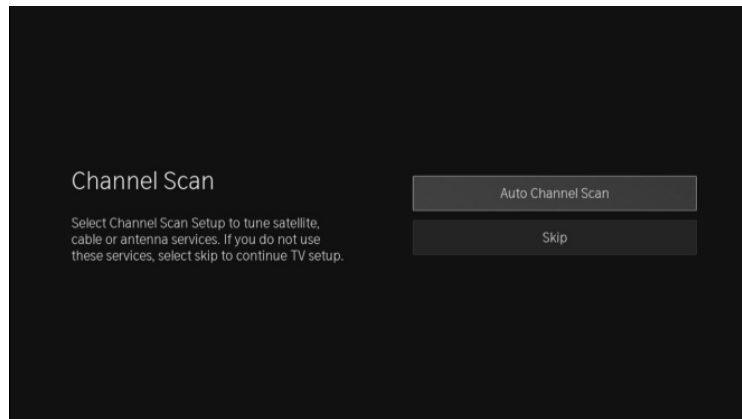 Channel Scan
Select Channel Scan Setup to tune satellite,
cable or antenna services. If you do not use
these services, select skip to continue TV setup.
Auto Channel Scan
Skip